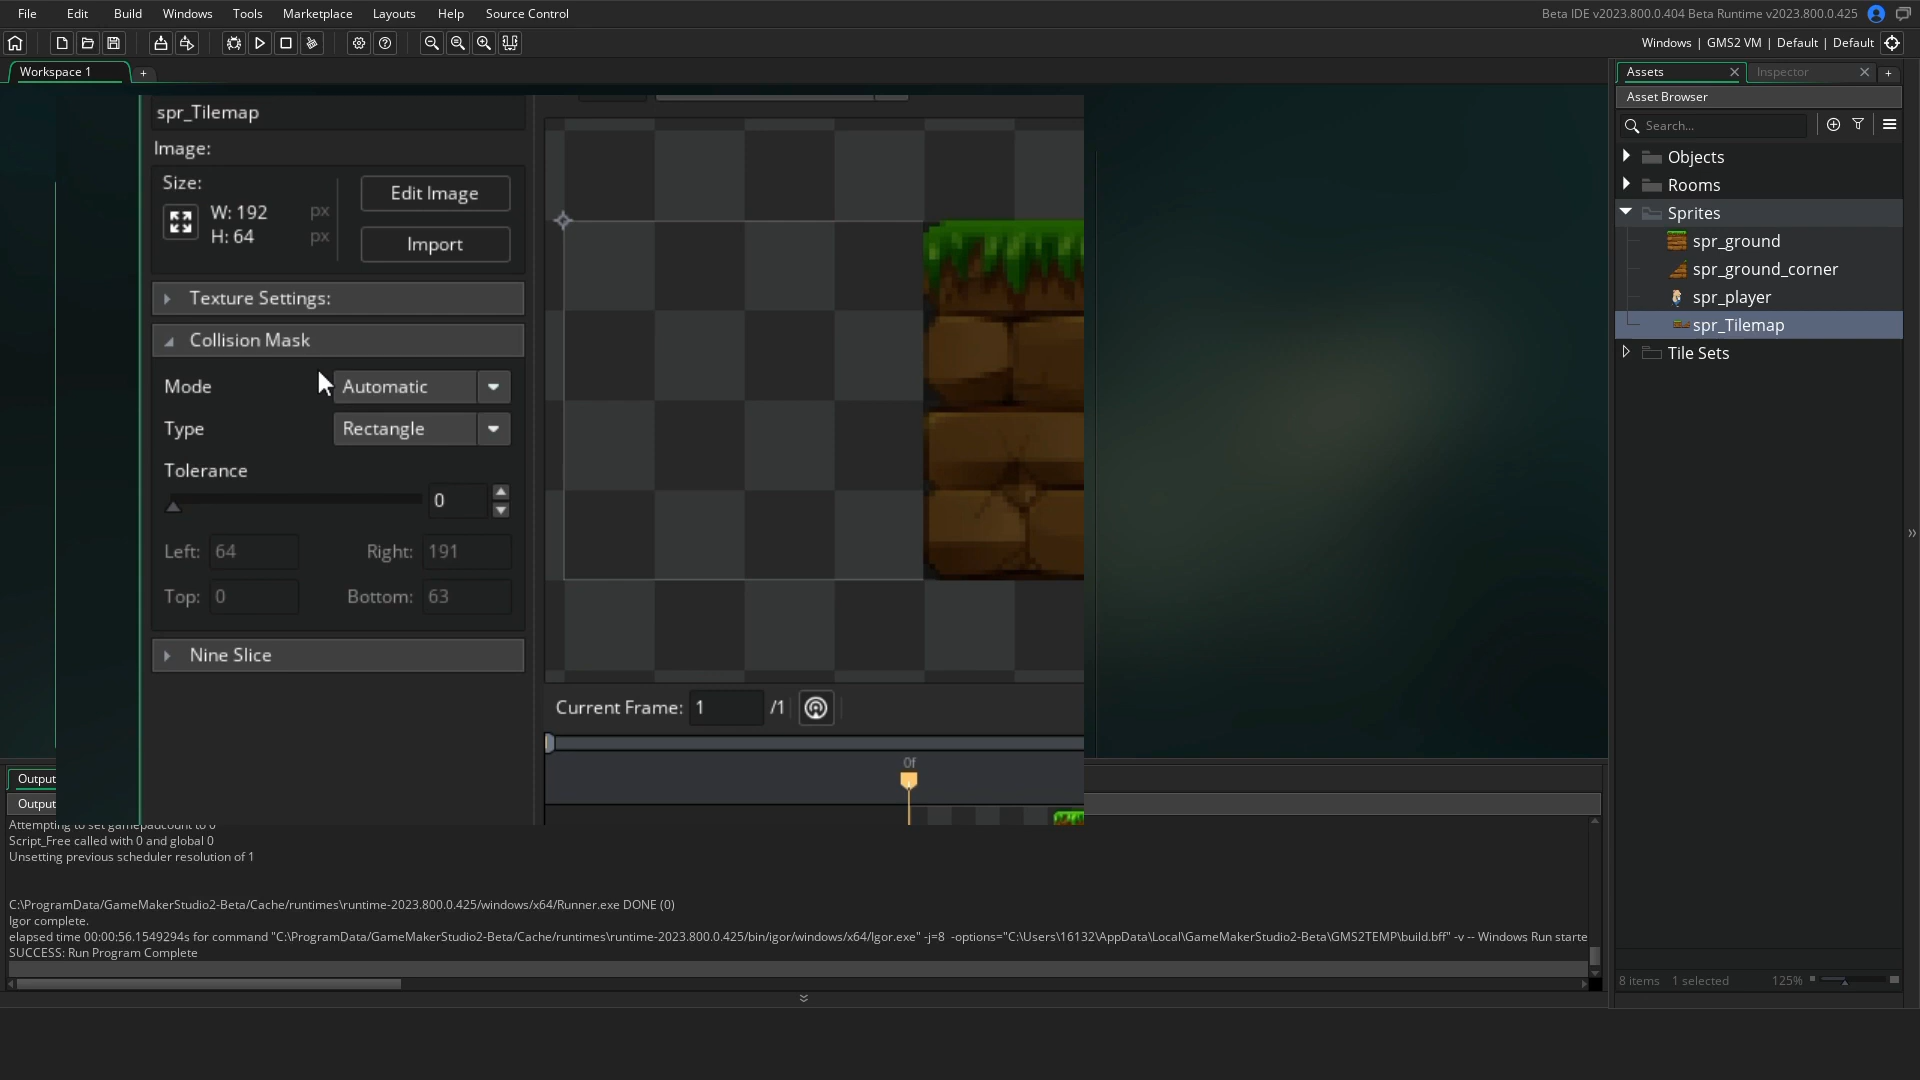 File Edit Build Windows Tools Marketplace Layouts Help Source Control
Beta IDE v2023.800.0.404 Beta Runtime v2023.800.0.425
Windows | GMS2 VM | Default | Default
Workspace 1 +
spr_Tilemap
Image:
Size:
W: 192 px
H: 64 px
Edit Image
Import
Texture Settings:
Collision Mask
Mode Automatic
Type Rectangle
Tolerance
0
Left: 64 Right: 191
Top: 0 Bottom: 63
Nine Slice
Current Frame: 1 /1
0f
Assets Inspector +
Asset Browser
Search...
Objects
Rooms
Sprites
spr_ground
spr_ground_corner
spr_player
spr_Tilemap
Tile Sets
8 items 1 selected 125%
Output
Output
Attempting to set gamepadcount to 0
Script_Free called with 0 and global 0
Unsetting previous scheduler resolution of 1
C:\ProgramData/GameMakerStudio2-Beta/Cache/runtimes\runtime-2023.800.0.425/windows/x64/Runner.exe DONE (0)
Igor complete.
elapsed time 00:00:56.1549294s for command "C:\ProgramData/GameMakerStudio2-Beta/Cache/runtimes\runtime-2023.800.0.425/bin/igor/windows/x64/Igor.exe" -j=8 -options="C:\Users\16132\AppData\Local\GameMakerStudio2-Beta\GMS2TEMP\build.bff" -v -- Windows Run starte
SUCCESS: Run Program Complete